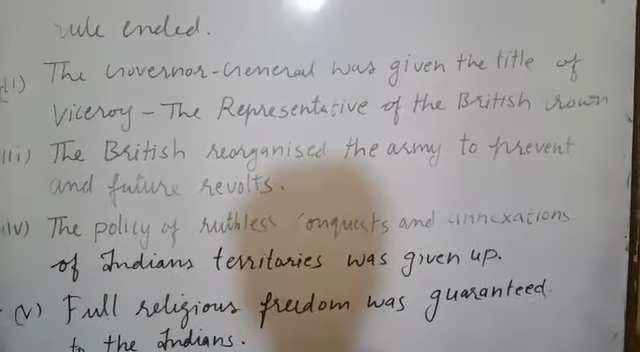 rule ended.
(ii) The Governor-General was given the title of
Viceroy - The Representative of the British crown
(iii) The British reorganised the army to prevent
and future revolts.
(iv) The policy of ruthless conquests and annexations
of Indians territaries was given up.
(v) Full religious freedom was guaranteed
to the Indians.